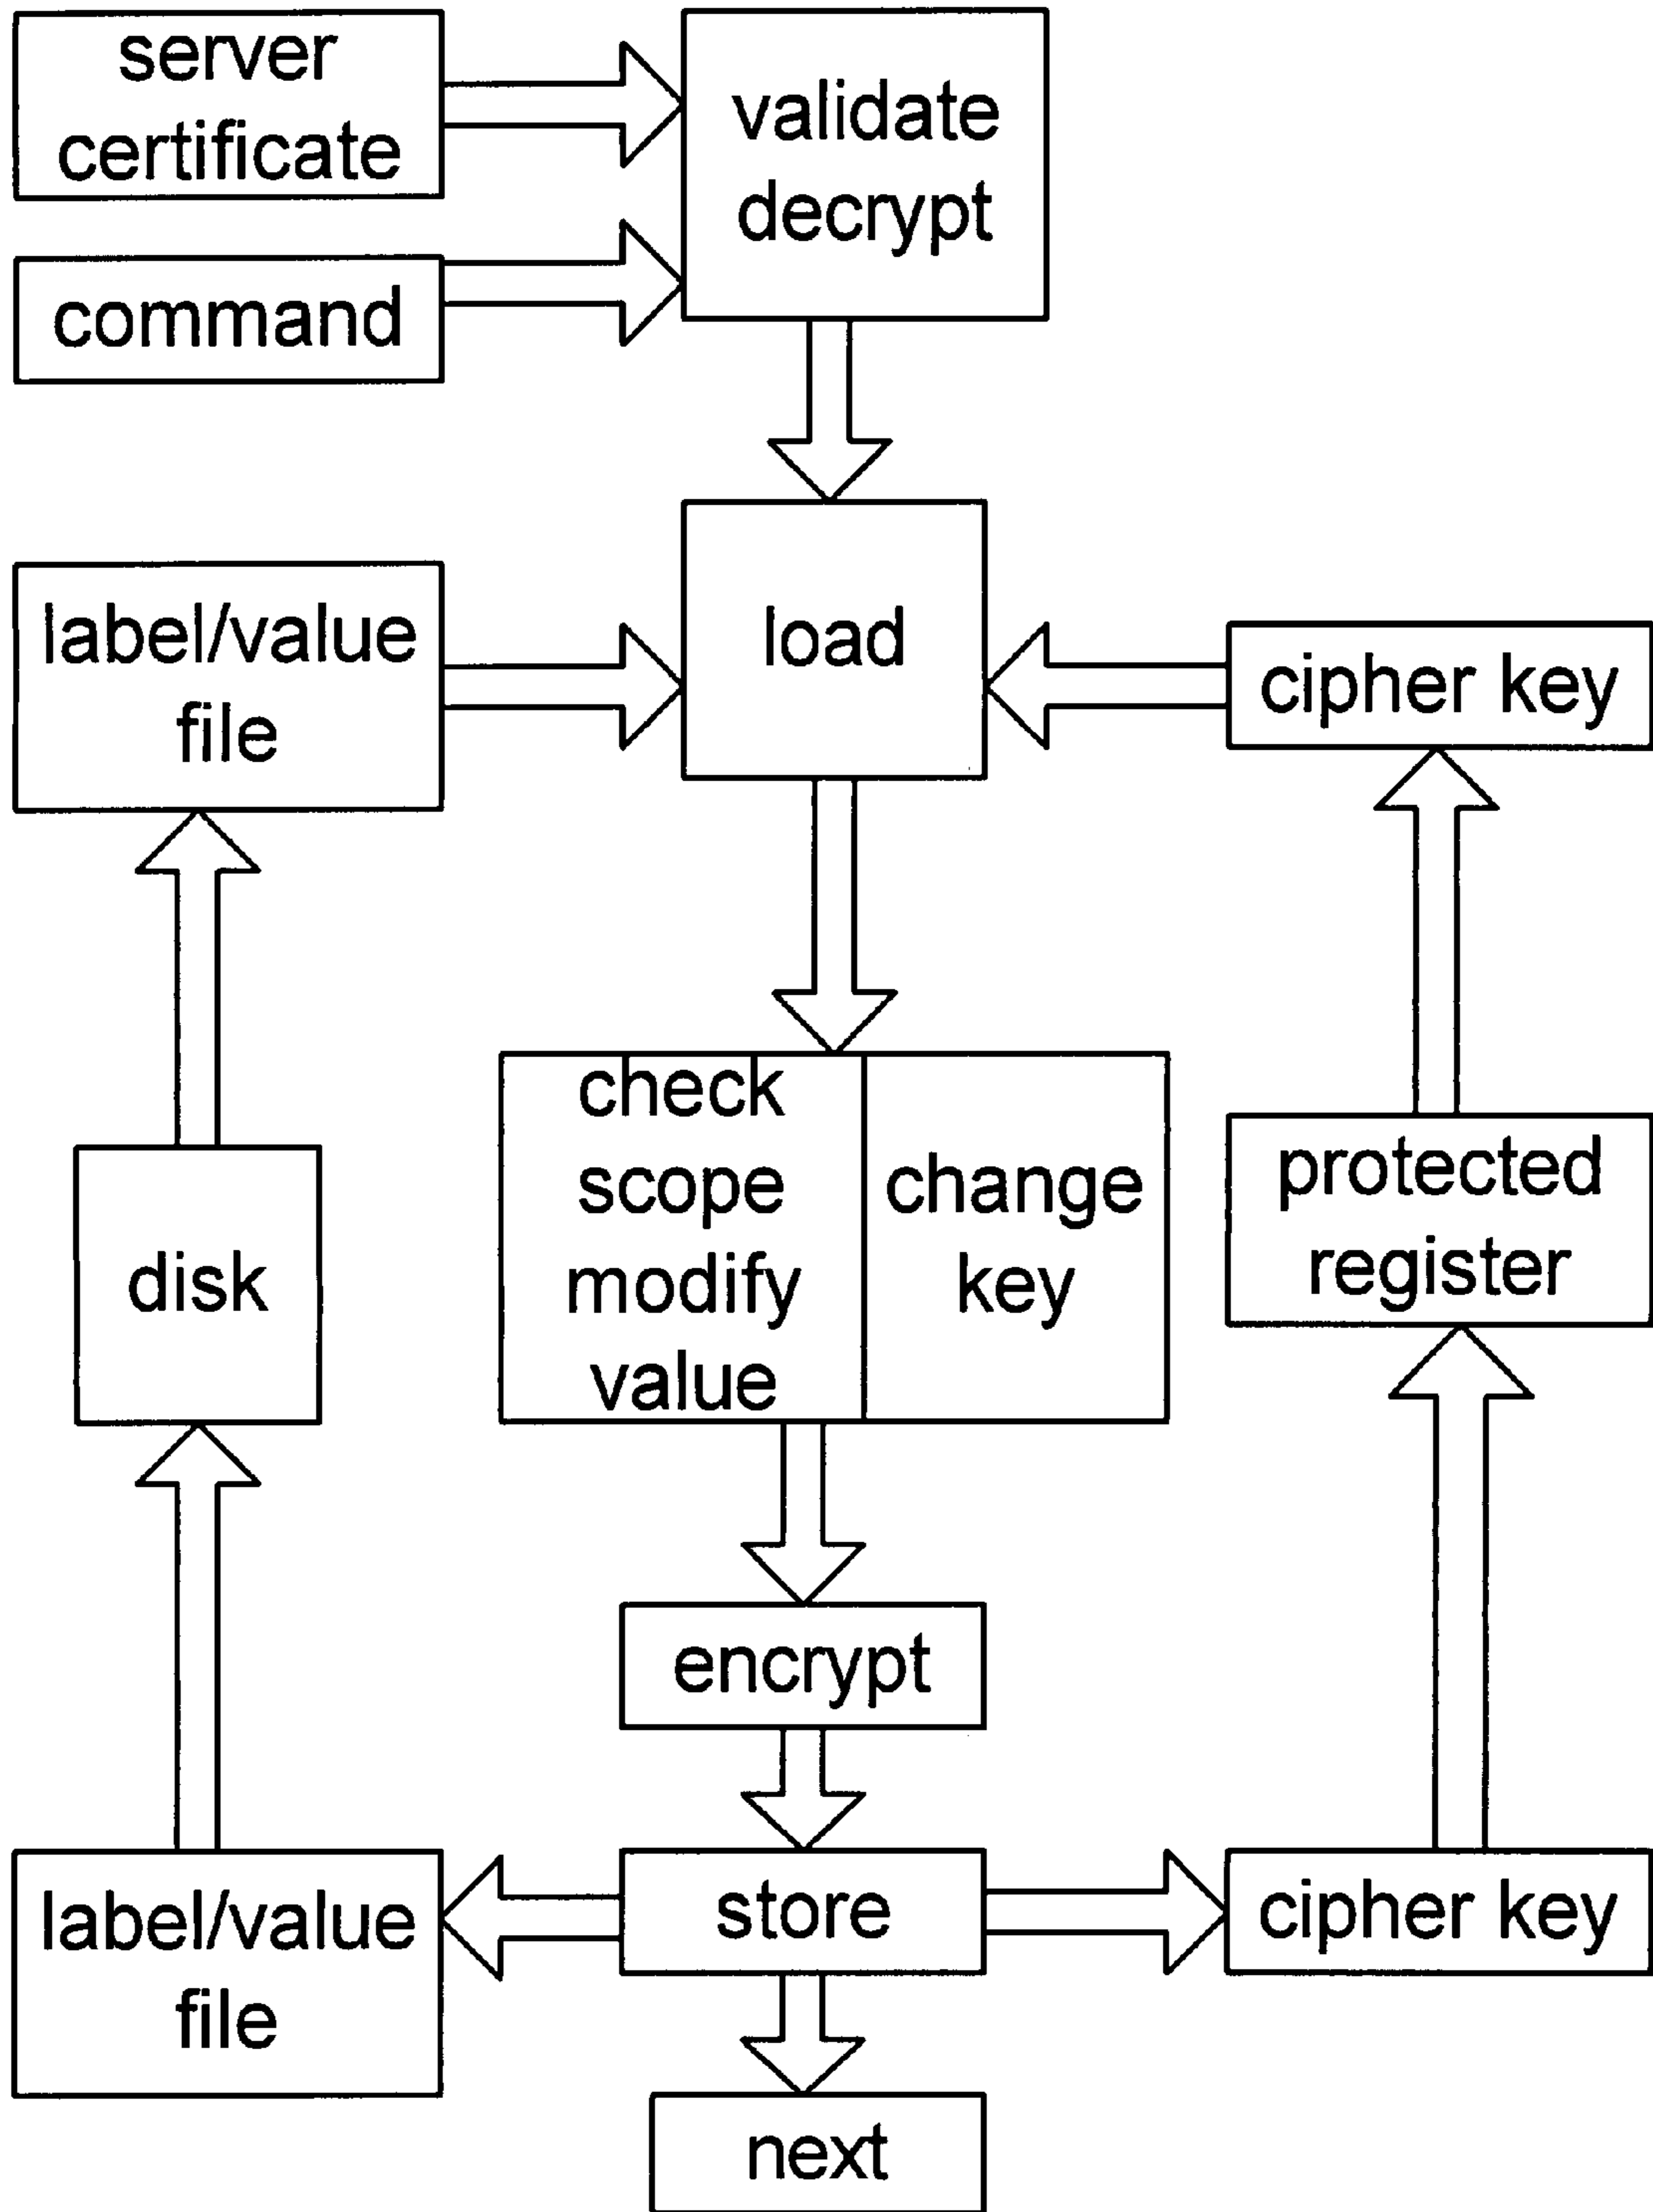 server
certificate
validate
decrypt
command
label/value
file
load
cipher key
disk
check
scope
modify
value
change
key
protected
register
encrypt
label/value
file
store
cipher key
next